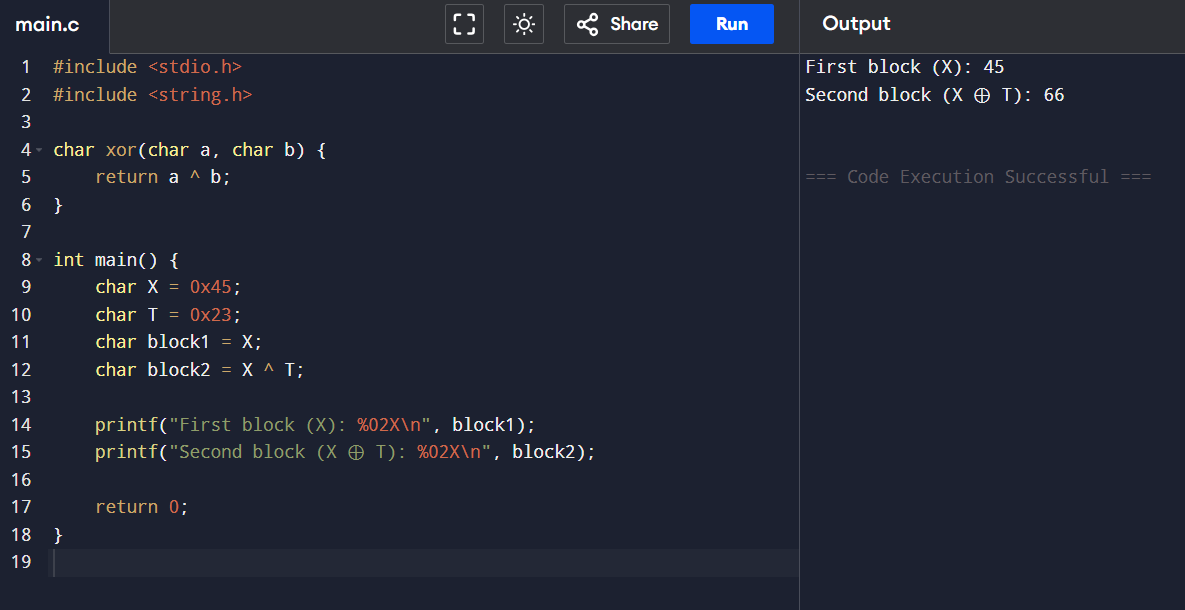 main.c
Share
Run
Output
1 #include <stdio.h>
2 #include <string.h>
3
4 char xor(char a, char b) {
5     return a ^ b;
6 }
7
8 int main() {
9     char X = 0x45;
10     char T = 0x23;
11     char block1 = X;
12     char block2 = X ^ T;
13
14     printf("First block (X): %02X\n", block1);
15     printf("Second block (X ⊕ T): %02X\n", block2);
16
17     return 0;
18 }
19
First block (X): 45
Second block (X ⊕ T): 66
=== Code Execution Successful ===